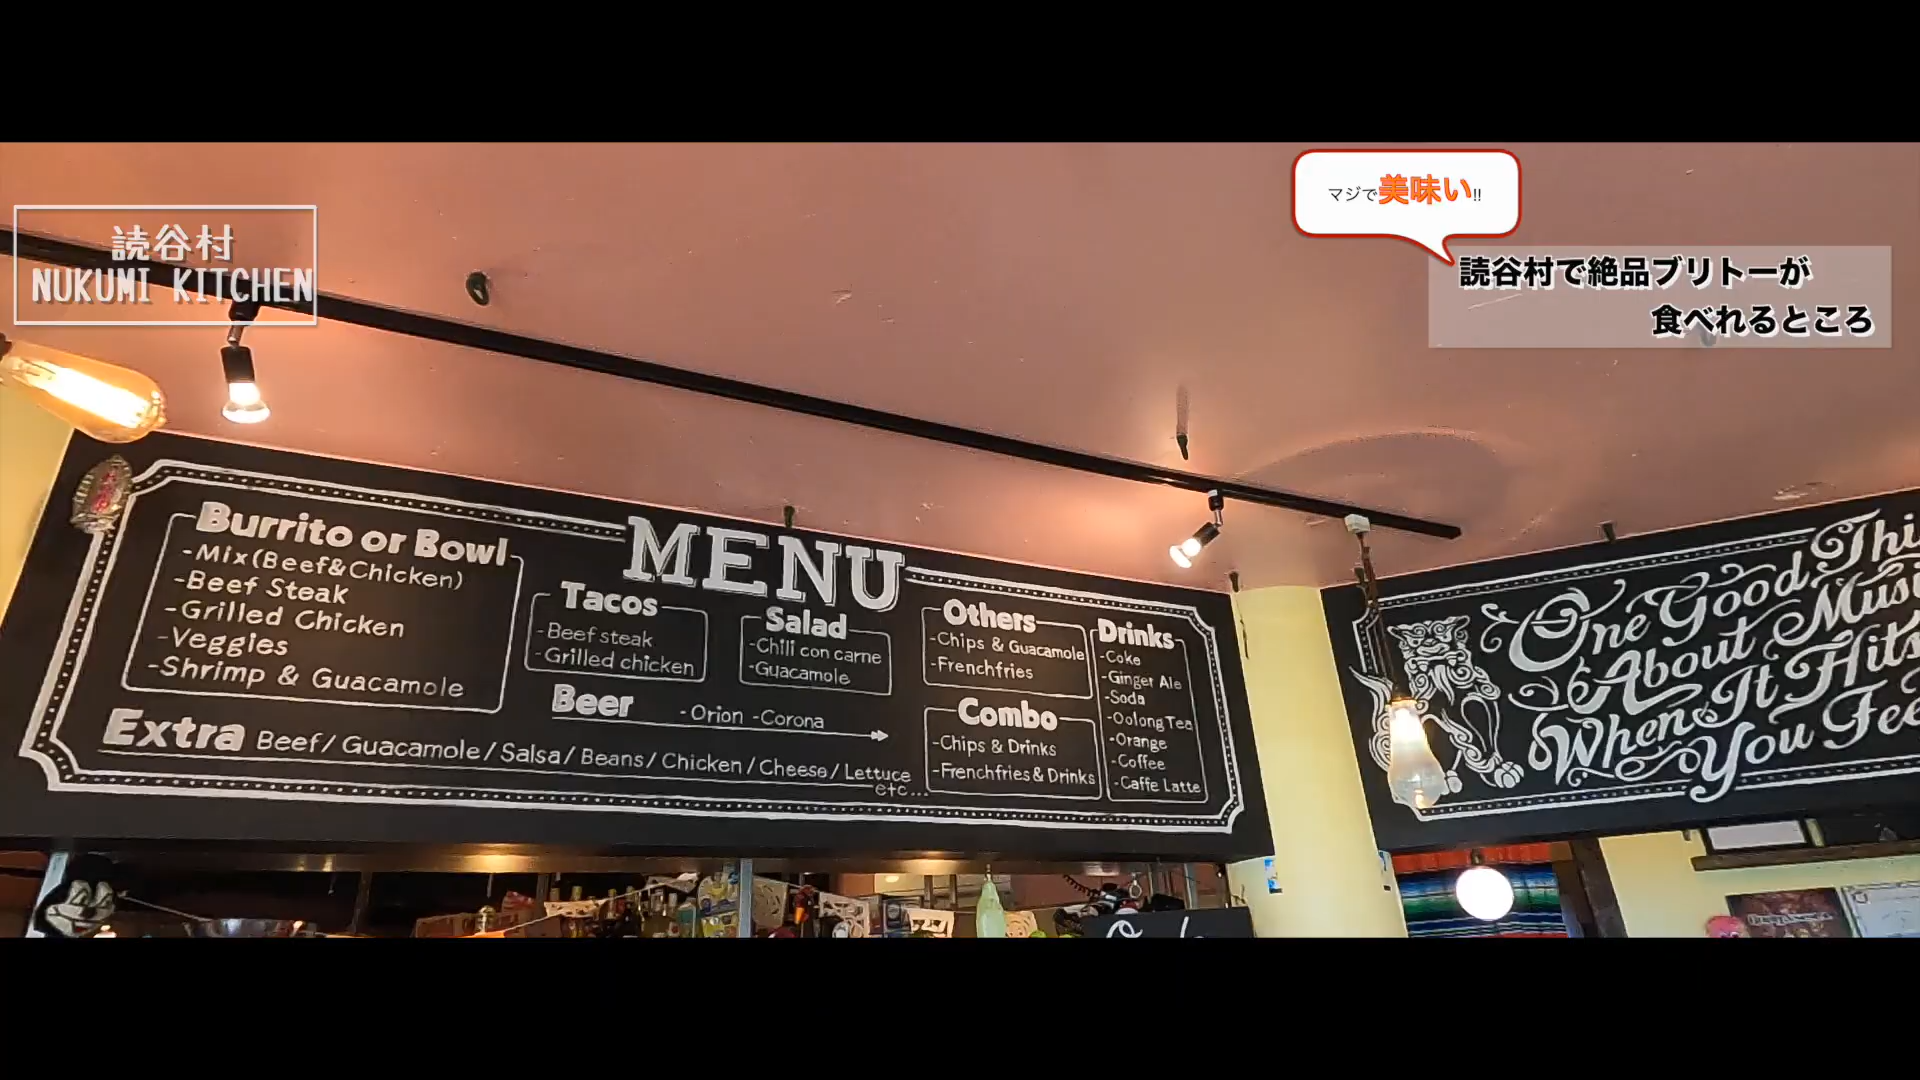 読谷村
NUKUMI KITCHEN
マジで美味い!!
読谷村で絶品ブリトーが
食べれるところ
MENU
Burrito or Bowl
-Mix(Beef&Chicken)
-Beef Steak
-Grilled Chicken
-Veggies
-Shrimp & Guacamole
Tacos
-Beef steak
-Grilled chicken
Salad
-Chili con carne
-Guacamole
Beer -Orion -Corona
Extra Beef/Guacamole/Salsa/Beans/Chicken/Cheese/Lettuce
etc...
Others
-Chips & Guacamole
-Frenchfries
Combo
-Chips & Drinks
-Frenchfries&Drinks
Drinks
-Coke
-Ginger Ale
-Soda
-Oolong Tea
-Orange
-Coffee
-Caffe Latte
One Good Thi
About Musi
When It Hits
You Fee